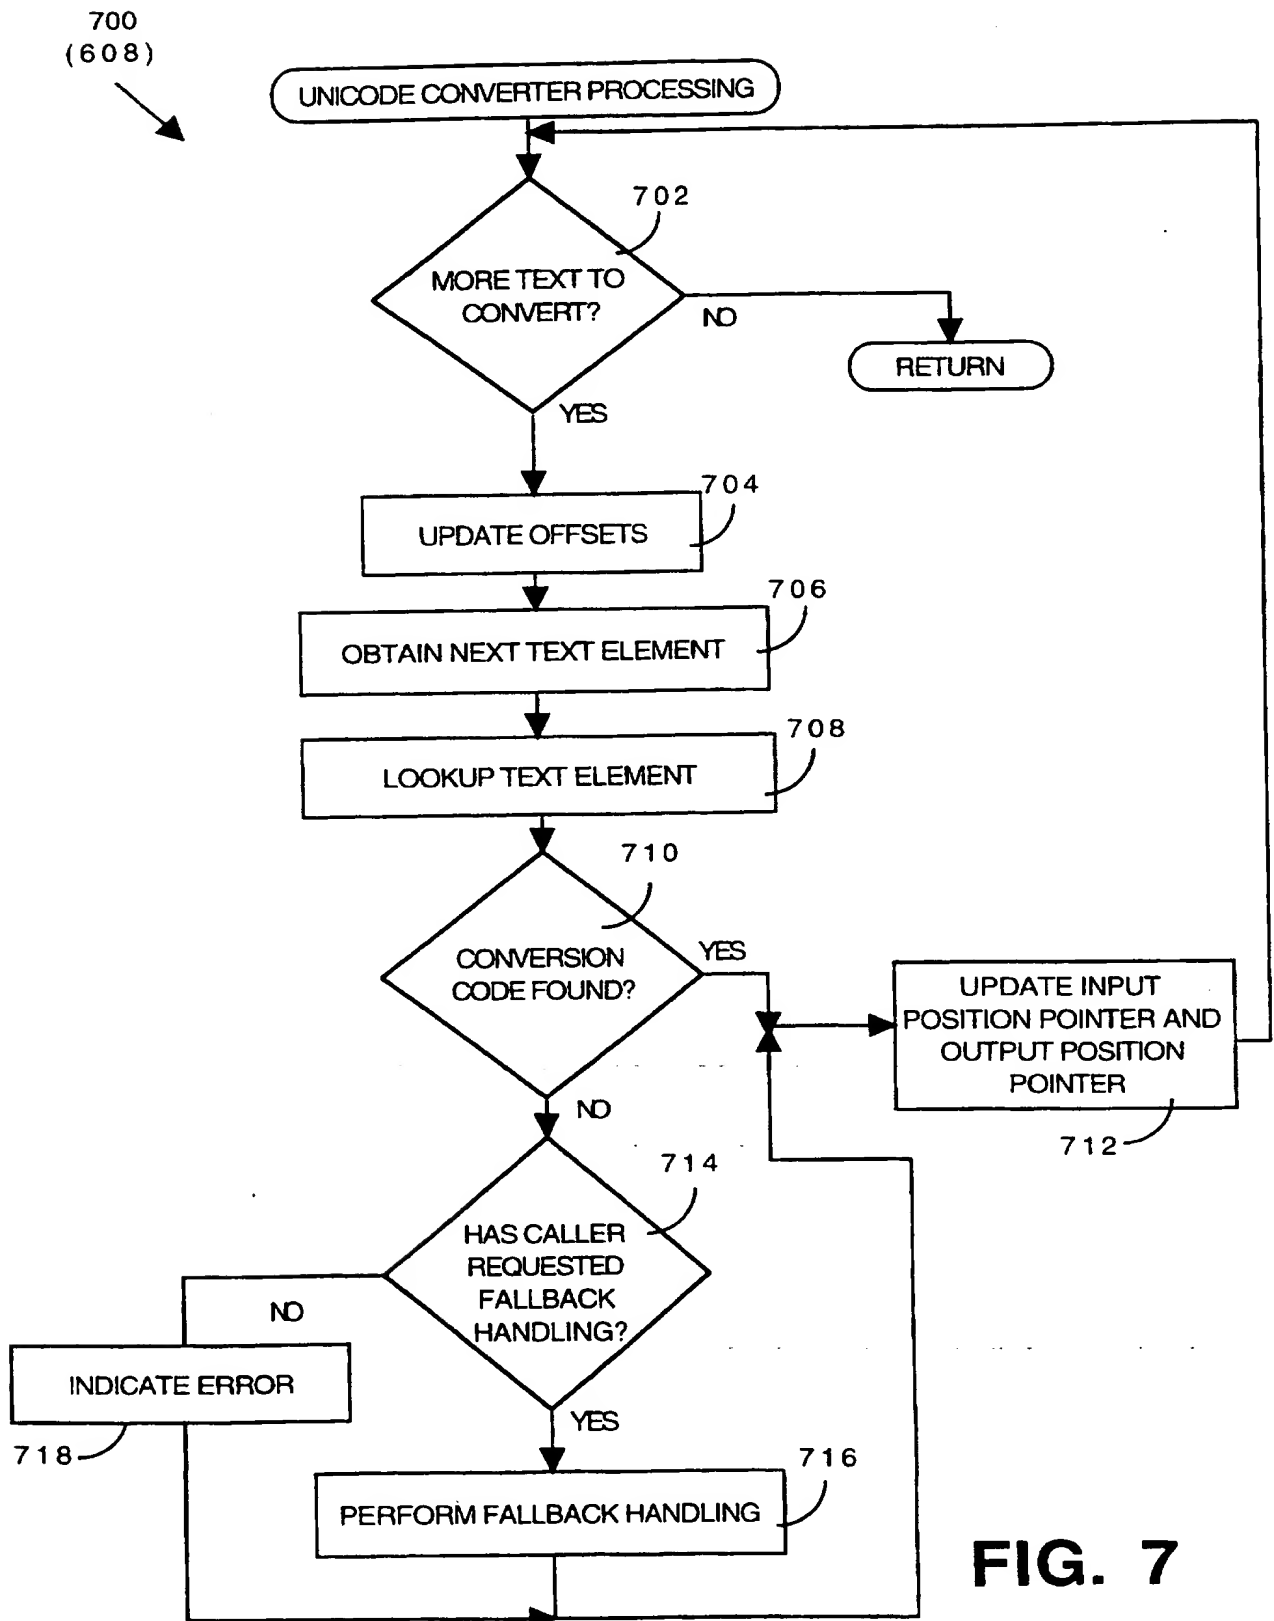 700
(608)
UNICODE CONVERTER PROCESSING
702
MORE TEXT TO
CONVERT?
NO
RETURN
YES
704
UPDATE OFFSETS
706
OBTAIN NEXT TEXT ELEMENT
708
LOOKUP TEXT ELEMENT
710
CONVERSION
CODE FOUND?
YES
UPDATE INPUT
POSITION POINTER AND
OUTPUT POSITION
POINTER
712
NO
714
HAS CALLER
REQUESTED
FALLBACK
HANDLING?
NO
INDICATE ERROR
718
YES
716
PERFORM FALLBACK HANDLING
FIG. 7